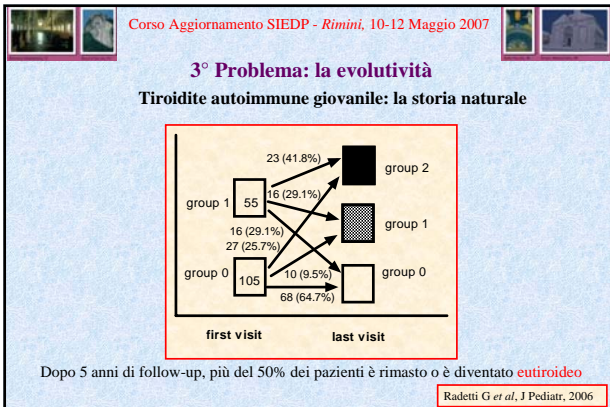 Corso Aggiornamento SIEDP - Rimini, 10-12 Maggio 2007
3° Problema: la evolutività
Tiroidite autoimmune giovanile: la storia naturale
23 (41.8%)
group 2
16 (29.1%)
group 1
55
group 1
16 (29.1%)
27 (25.7%)
group 0
105
10 (9.5%)
group 0
68 (64.7%)
first visit
last visit
Dopo 5 anni di follow-up, più del 50% dei pazienti è rimasto o è diventato eutiroideo
Radetti G et al, J Pediatr, 2006